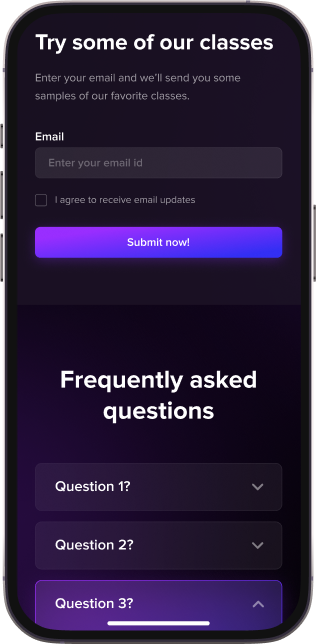 Try some of our classes
Enter your email and we'll send you some
samples of our favorite classes.
Email
Enter your email id
I agree to receive email updates
Submit now!
Frequently asked
questions
Question 1?
Question 2?
Question 3?